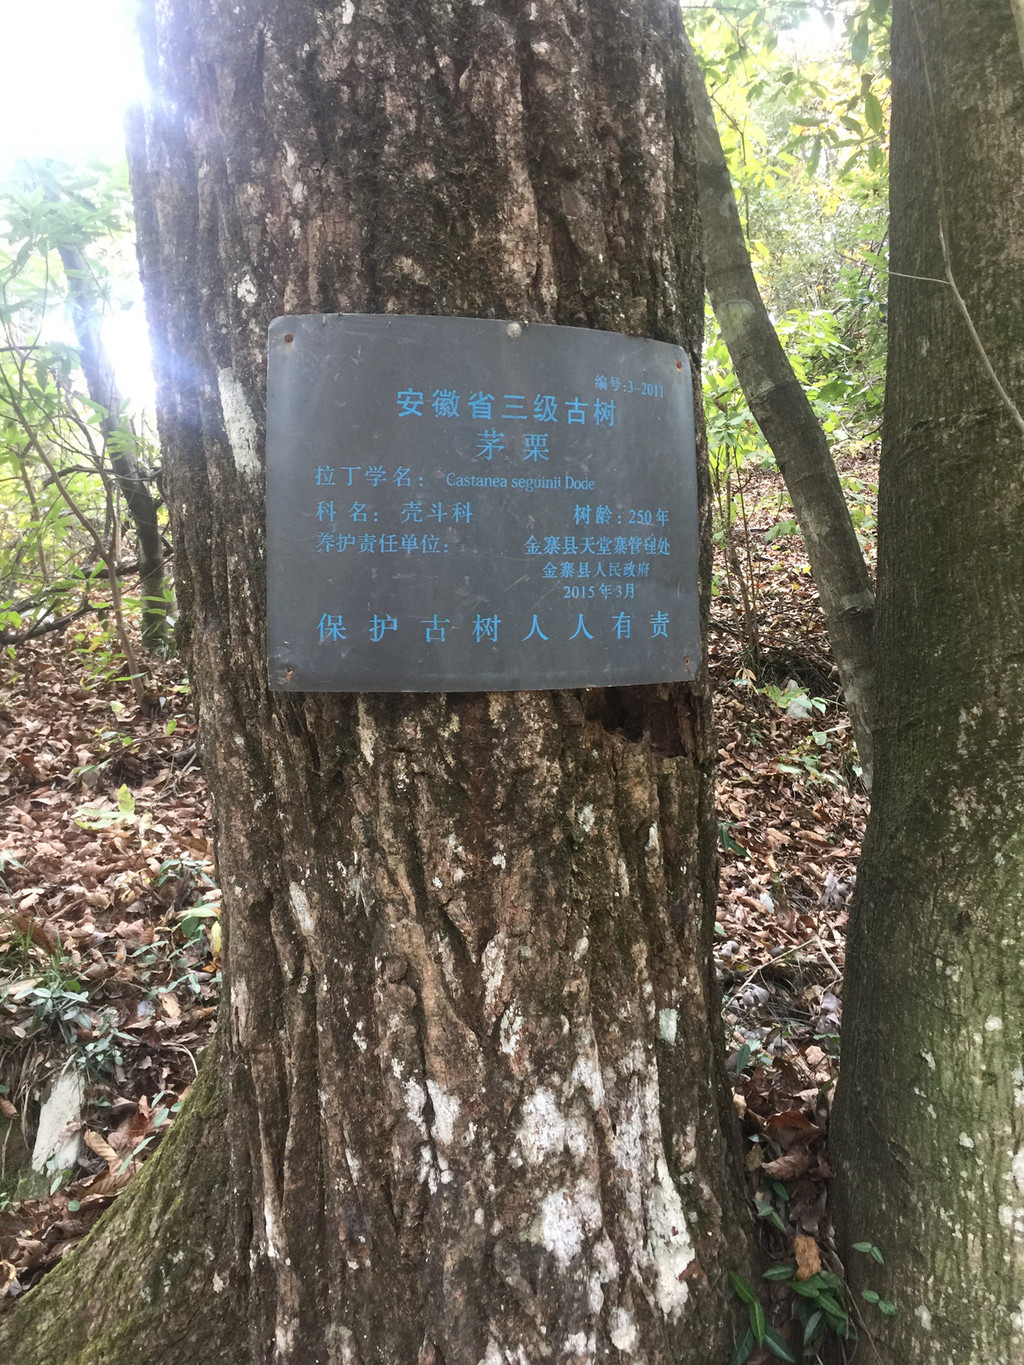 编号:3-2011
安徽省三级古树
茅栗
拉丁学名: Castanea seguinii Dode
科名: 壳斗科 树龄: 250年
养护责任单位: 金寨县天堂寨管理处
金寨县人民政府
2015年3月
保护古树人人有责